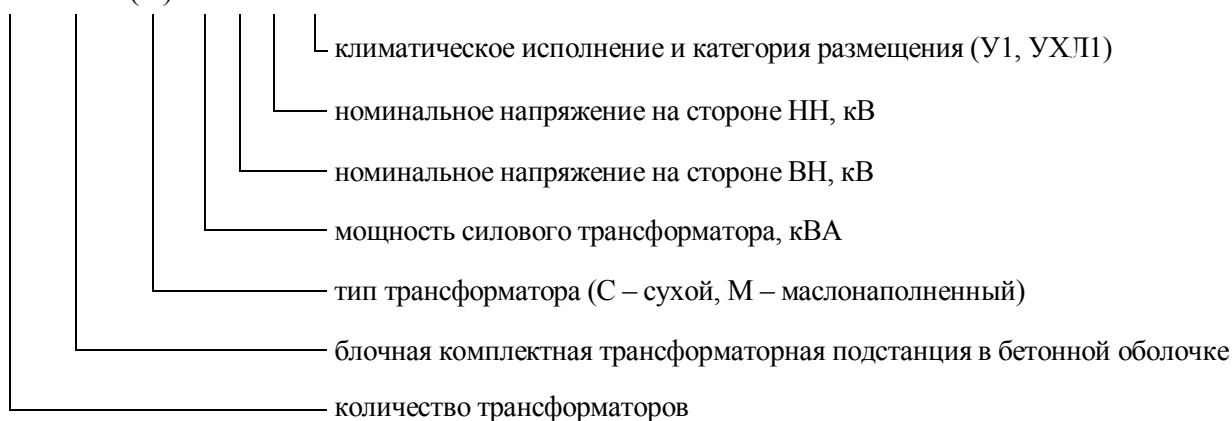 климатическое исполнение и категория размещения (У1, УХЛ1)
номинальное напряжение на стороне НН, кВ
номинальное напряжение на стороне ВН, кВ
мощность силового трансформатора, кВА
тип трансформатора (С – сухой, М – маслонаполненный)
блочная комплектная трансформаторная подстанция в бетонной оболочке
количество трансформаторов